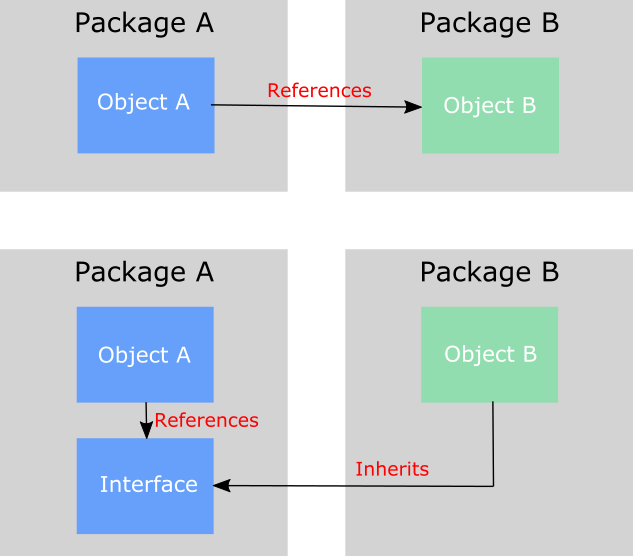 Package A
Package B
Object A
References
Object B
Package A
Package B
Object A
Object B
References
Interface
Inherits